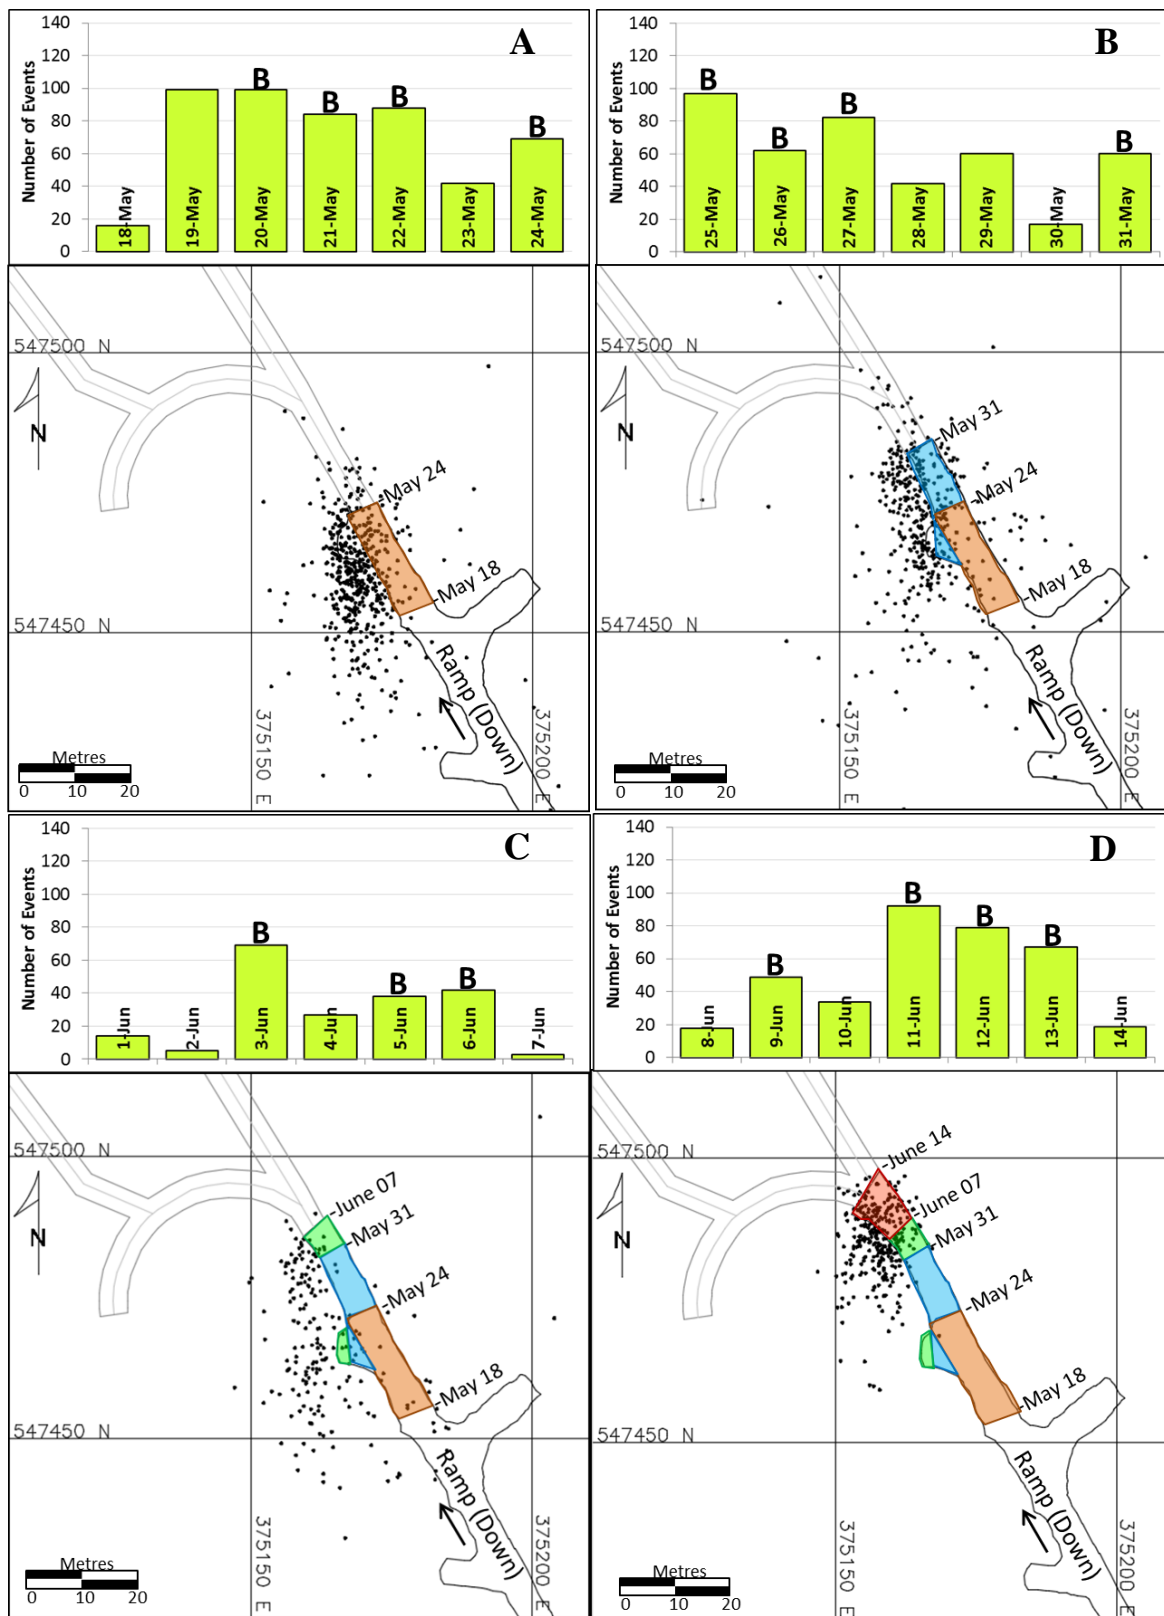 A
Number of Events
140
120
100
80
60
40
20
0
B
B
B
B
18-May
19-May
20-May
21-May
22-May
23-May
24-May
547500 N
N
May 24
May 18
547450 N
Ramp (Down)
375150 E
375200 E
Metres
0 10 20
B
Number of Events
140
120
100
80
60
40
20
0
B
B
B
B
25-May
26-May
27-May
28-May
29-May
30-May
31-May
547500 N
N
May 31
May 24
May 18
547450 N
Ramp (Down)
375150 E
375200 E
Metres
0 10 20
C
Number of Events
140
120
100
80
60
40
20
0
B
B
B
1-Jun
2-Jun
3-Jun
4-Jun
5-Jun
6-Jun
7-Jun
547500 N
N
June 07
May 31
May 24
May 18
547450 N
Ramp (Down)
375150 E
375200 E
Metres
0 10 20
D
Number of Events
140
120
100
80
60
40
20
0
B
B
B
B
8-Jun
9-Jun
10-Jun
11-Jun
12-Jun
13-Jun
14-Jun
547500 N
N
June 14
June 07
May 31
May 24
May 18
547450 N
Ramp (Down)
375150 E
375200 E
Metres
0 10 20